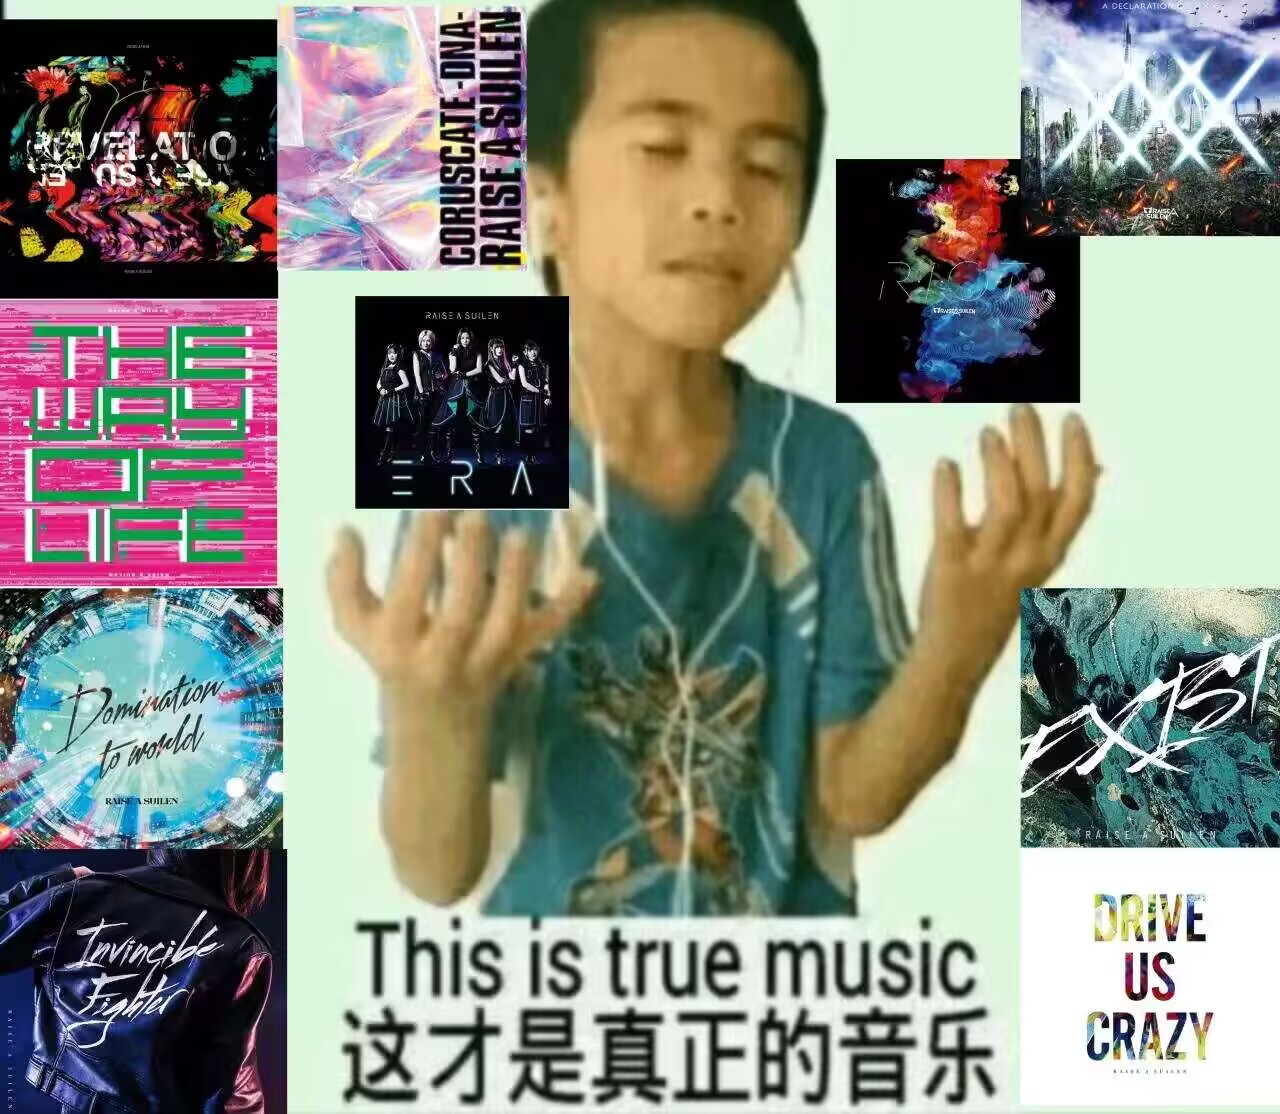 REVELATIO
CORUSCATE -DNA-
RAISE A SUILEN
A DECLARATION
RAISE A SUILEN
RIOT
RAISE A SUILEN
RAISE A SUILEN
ERA
THE
WAY
OF
LIFE
Domination
to world
RAISE A SUILEN
EXIST
RAISE A SUILEN
Invincible
Fighter
RAISE A SUILEN
DRIVE
US
CRAZY
RAISE A SUILEN
This is true music
这才是真正的音乐